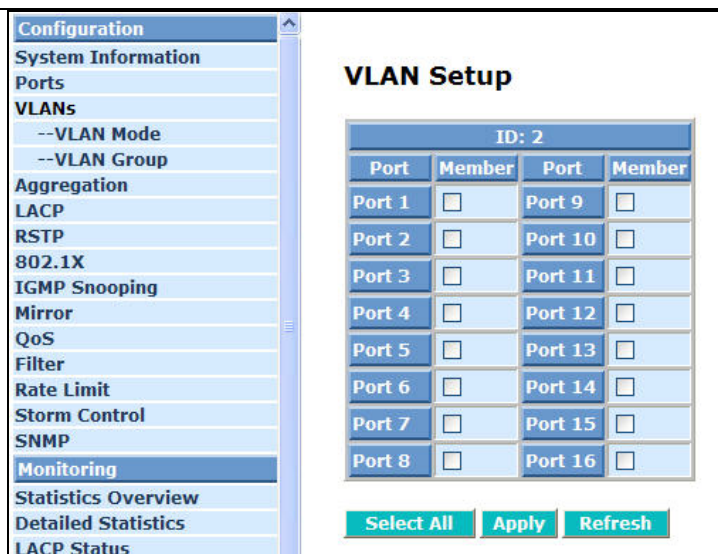 Configuration
System Information
Ports
VLANs
--VLAN Mode
--VLAN Group
Aggregation
LACP
RSTP
802.1X
IGMP Snooping
Mirror
QoS
Filter
Rate Limit
Storm Control
SNMP
Monitoring
Statistics Overview
Detailed Statistics
LACP Status
VLAN Setup
ID: 2
Port Member Port Member
Port 1 Port 9
Port 2 Port 10
Port 3 Port 11
Port 4 Port 12
Port 5 Port 13
Port 6 Port 14
Port 7 Port 15
Port 8 Port 16
Select All Apply Refresh